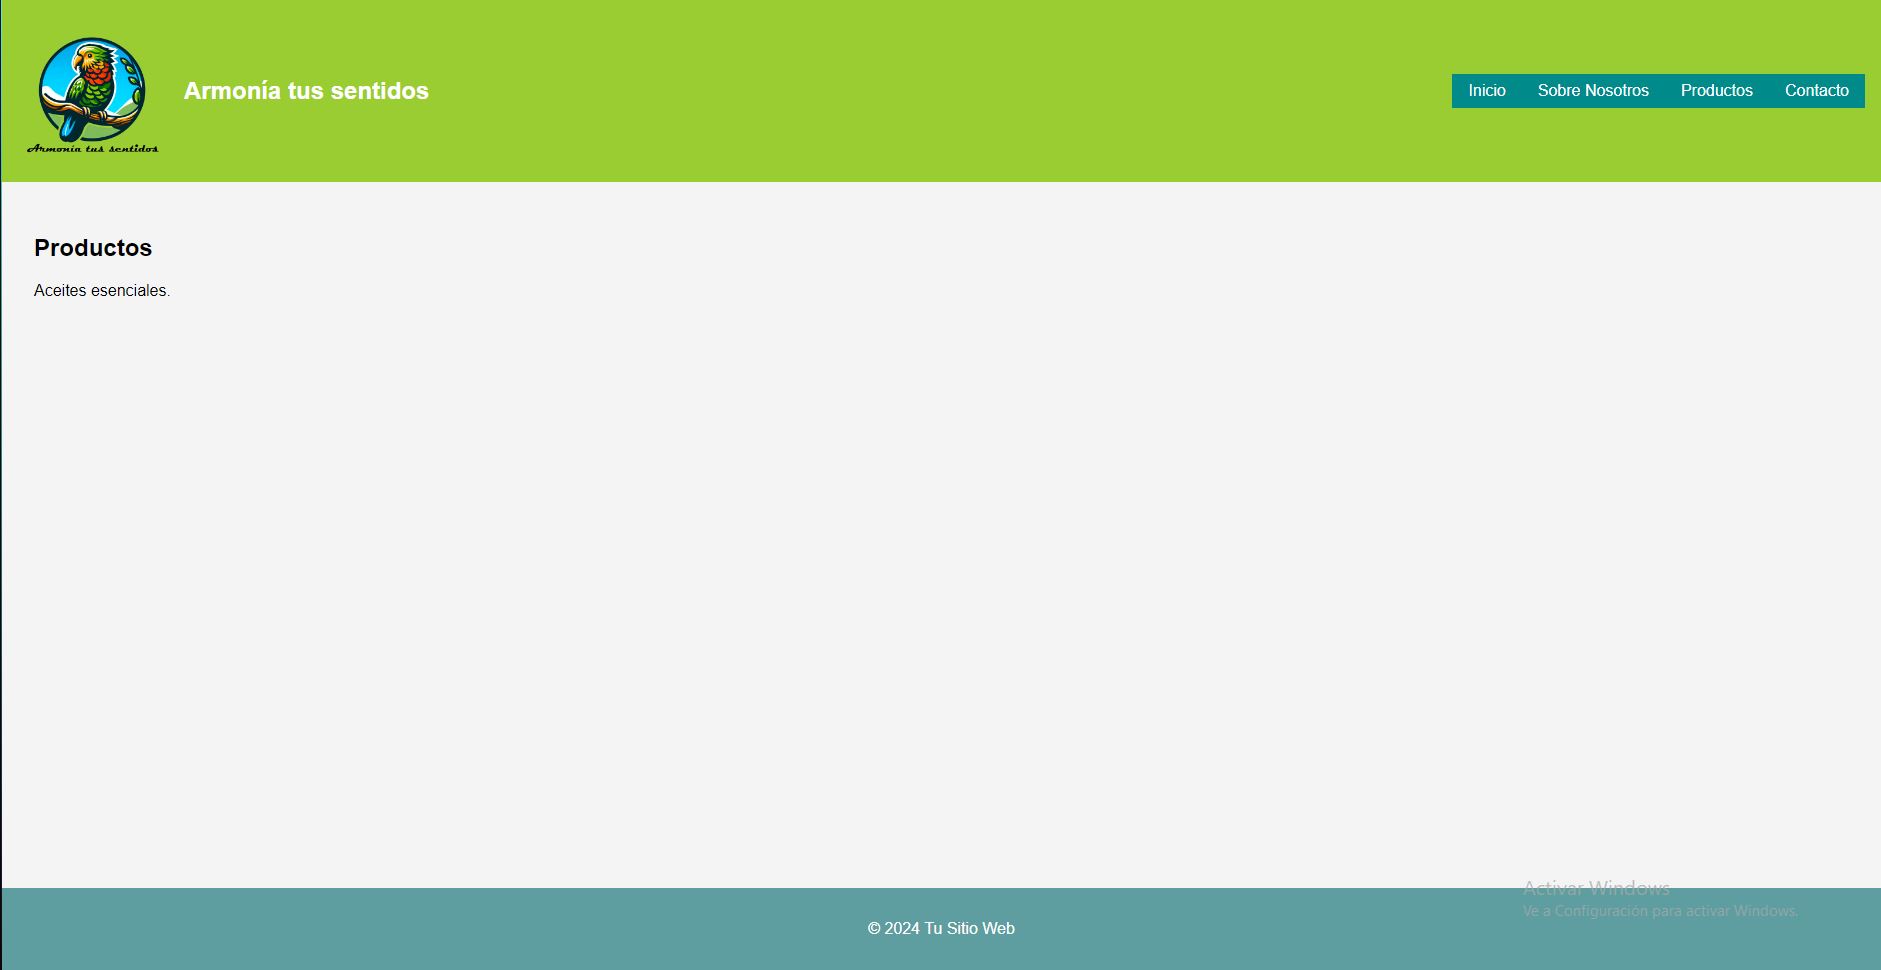 Armonía tus sentidos
Armonía tus sentidos
Inicio Sobre Nosotros Productos Contacto
Productos
Aceites esenciales.
Activar Windows
Ve a Configuración para activar Windows.
© 2024 Tu Sitio Web